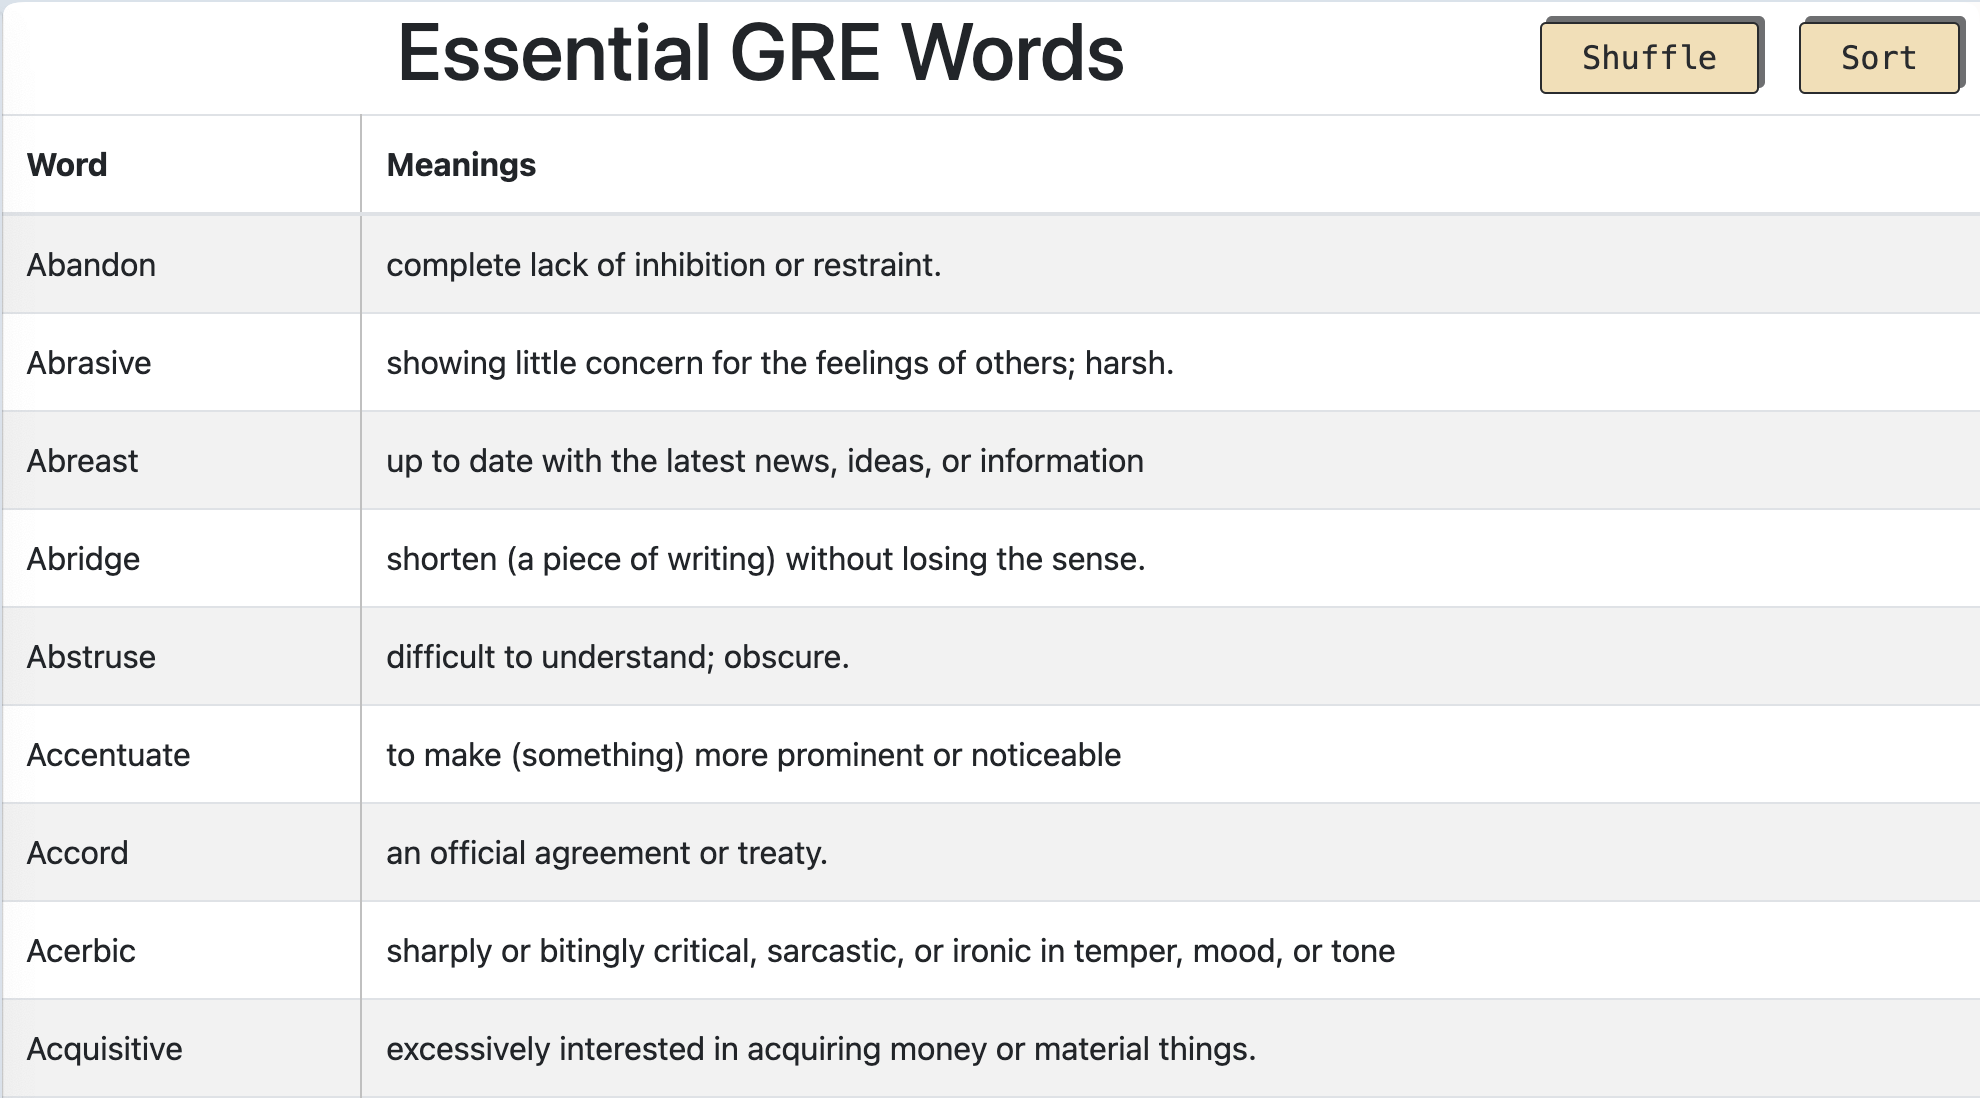 Essential GRE Words
Shuffle
Sort
Word Meanings
Abandon complete lack of inhibition or restraint.
Abrasive showing little concern for the feelings of others; harsh.
Abreast up to date with the latest news, ideas, or information
Abridge shorten (a piece of writing) without losing the sense.
Abstruse difficult to understand; obscure.
Accentuate to make (something) more prominent or noticeable
Accord an official agreement or treaty.
Acerbic sharply or bitingly critical, sarcastic, or ironic in temper, mood, or tone
Acquisitive excessively interested in acquiring money or material things.